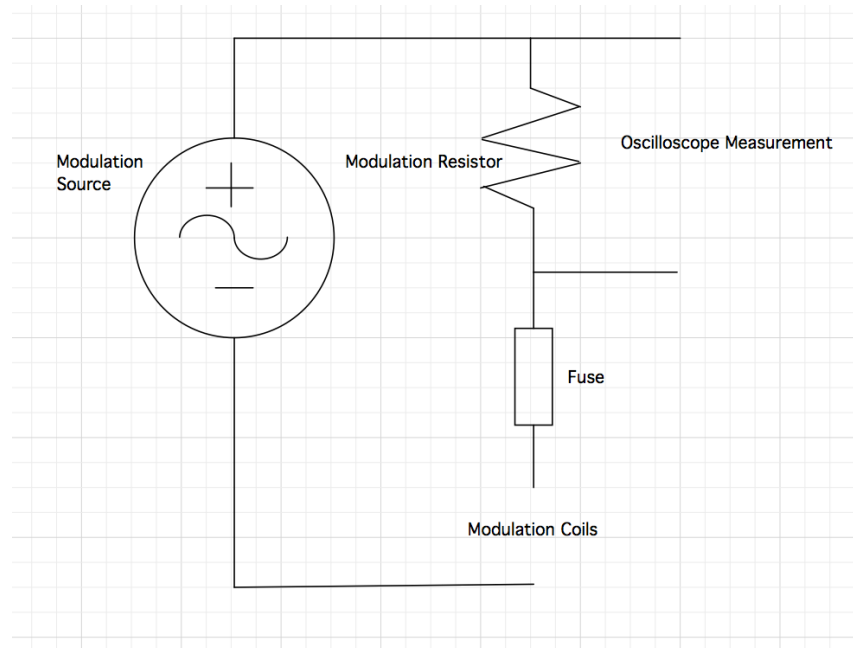 Modulation
Source
Modulation Resistor
Oscilloscope Measurement
Fuse
Modulation Coils